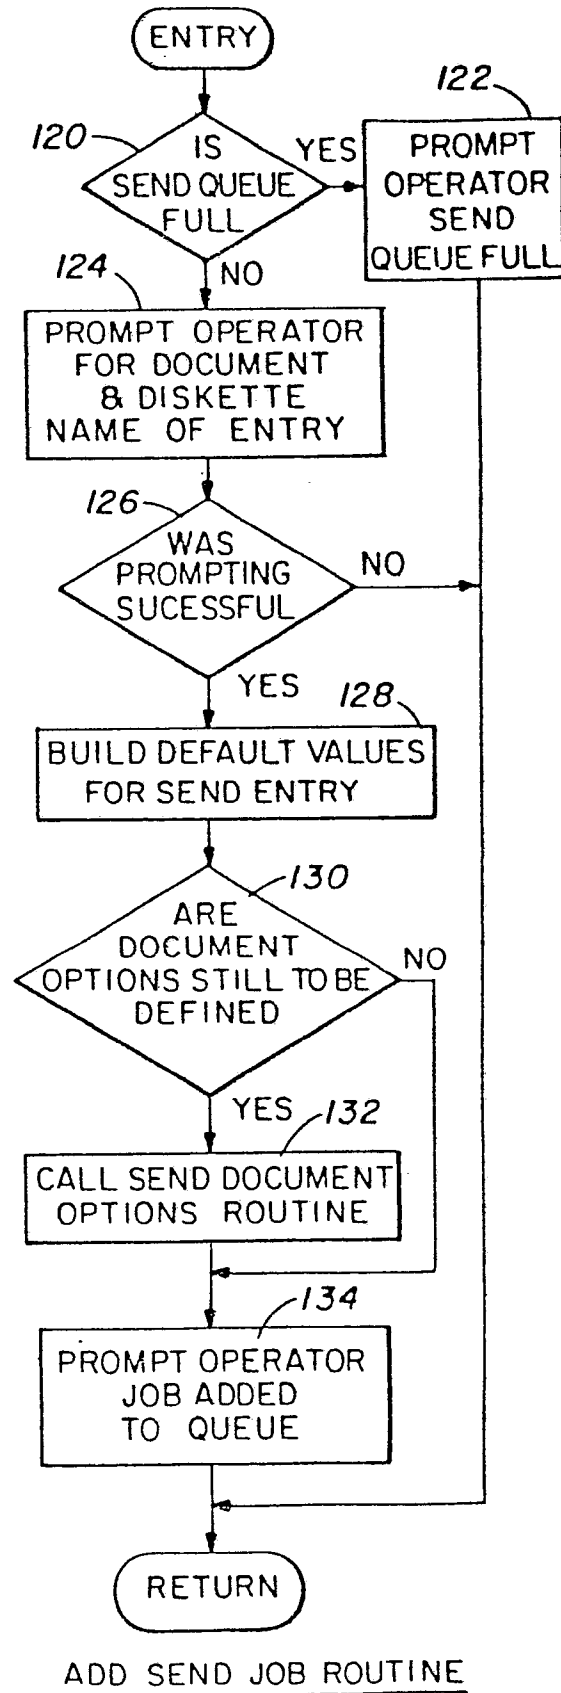 ENTRY
120
IS
SEND QUEUE
FULL
YES
122
PROMPT
OPERATOR
SEND
QUEUE FULL
NO
124
PROMPT OPERATOR
FOR DOCUMENT
& DISKETTE
NAME OF ENTRY
126
WAS
PROMPTING
SUCESSFUL
NO
YES
128
BUILD DEFAULT VALUES
FOR SEND ENTRY
130
ARE
DOCUMENT
OPTIONS STILL TO BE
DEFINED
NO
YES
132
CALL SEND DOCUMENT
OPTIONS ROUTINE
134
PROMPT OPERATOR
JOB ADDED
TO QUEUE
RETURN
ADD SEND JOB ROUTINE